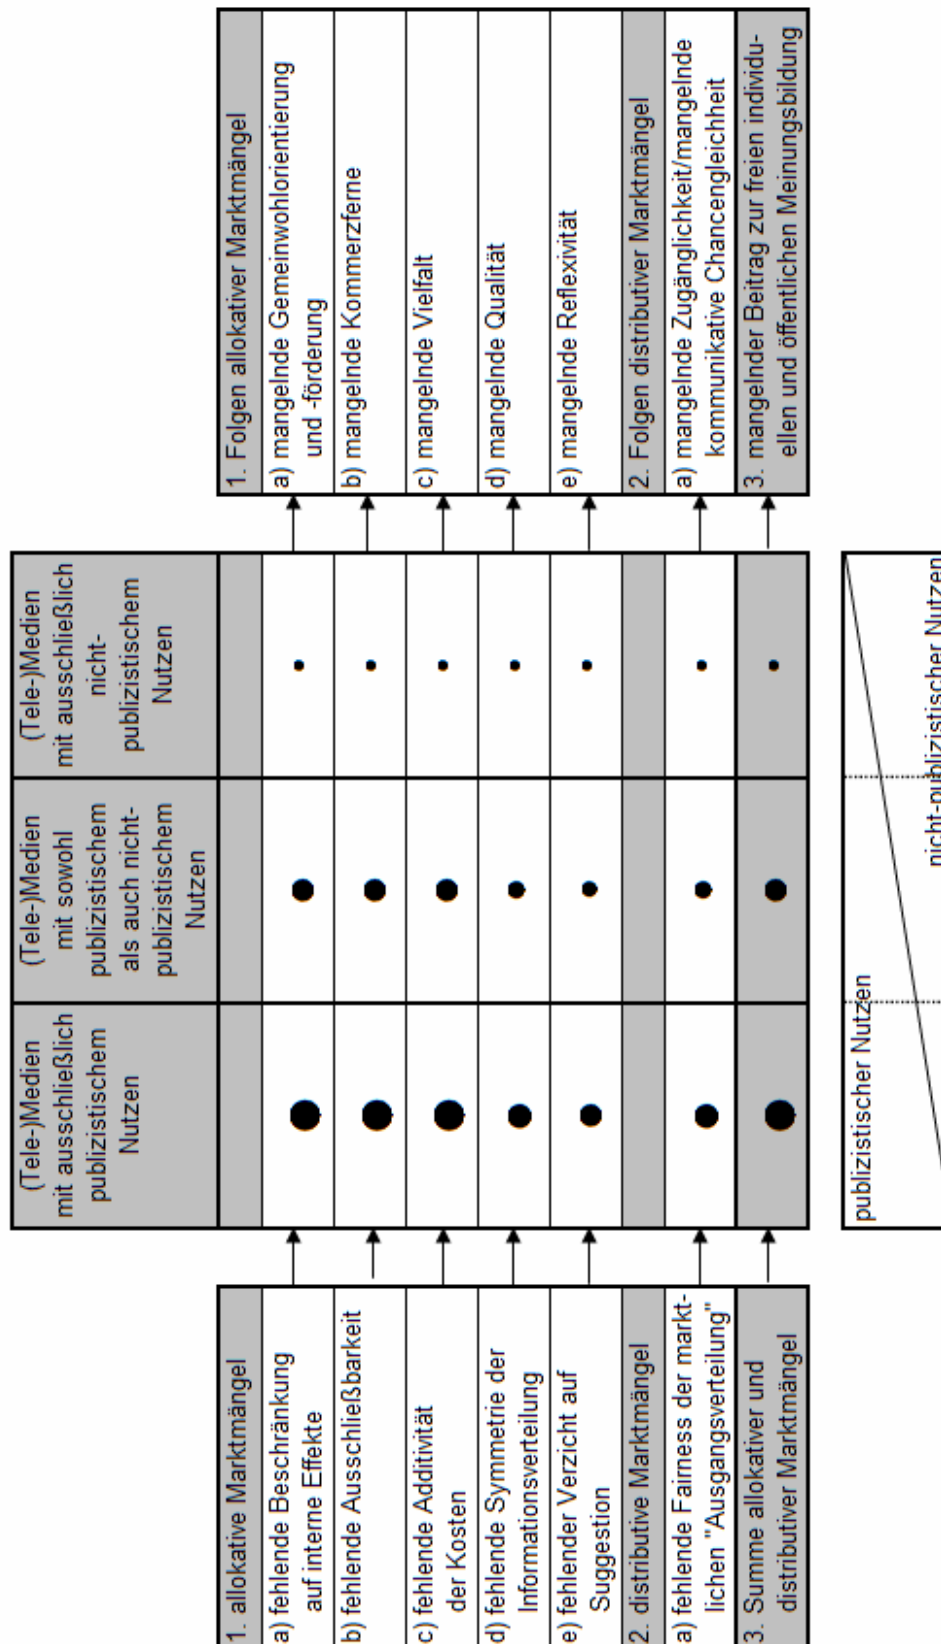 (Tele-)Medien
mit ausschließlich
publizistischem
Nutzen
(Tele-)Medien
mit sowohl
publizistischem
als auch nicht-
publizistischem
Nutzen
(Tele-)Medien
mit ausschließlich
nicht-
publizistischem
Nutzen
1. allokative Marktmängel
a) fehlende Beschränkung
auf interne Effekte
b) fehlende Ausschließbarkeit
c) fehlende Additivität
der Kosten
d) fehlende Symmetrie der
Informationsverteilung
e) fehlender Verzicht auf
Suggestion
2. distributive Marktmängel
a) fehlende Fairness der markt-
lichen "Ausgangsverteilung"
3. Summe allokativer und
distributiver Marktmängel
1. Folgen allokativer Marktmängel
a) mangelnde Gemeinwohlorientierung
und -förderung
b) mangelnde Kommerzferne
c) mangelnde Vielfalt
d) mangelnde Qualität
e) mangelnde Reflexivität
2. Folgen distributiver Marktmängel
a) mangelnde Zugänglichkeit/mangelnde
kommunikative Chancengleichheit
3. mangelnder Beitrag zur freien individu-
ellen und öffentlichen Meinungsbildung
publizistischer Nutzen
nicht-publizistischer Nutzen